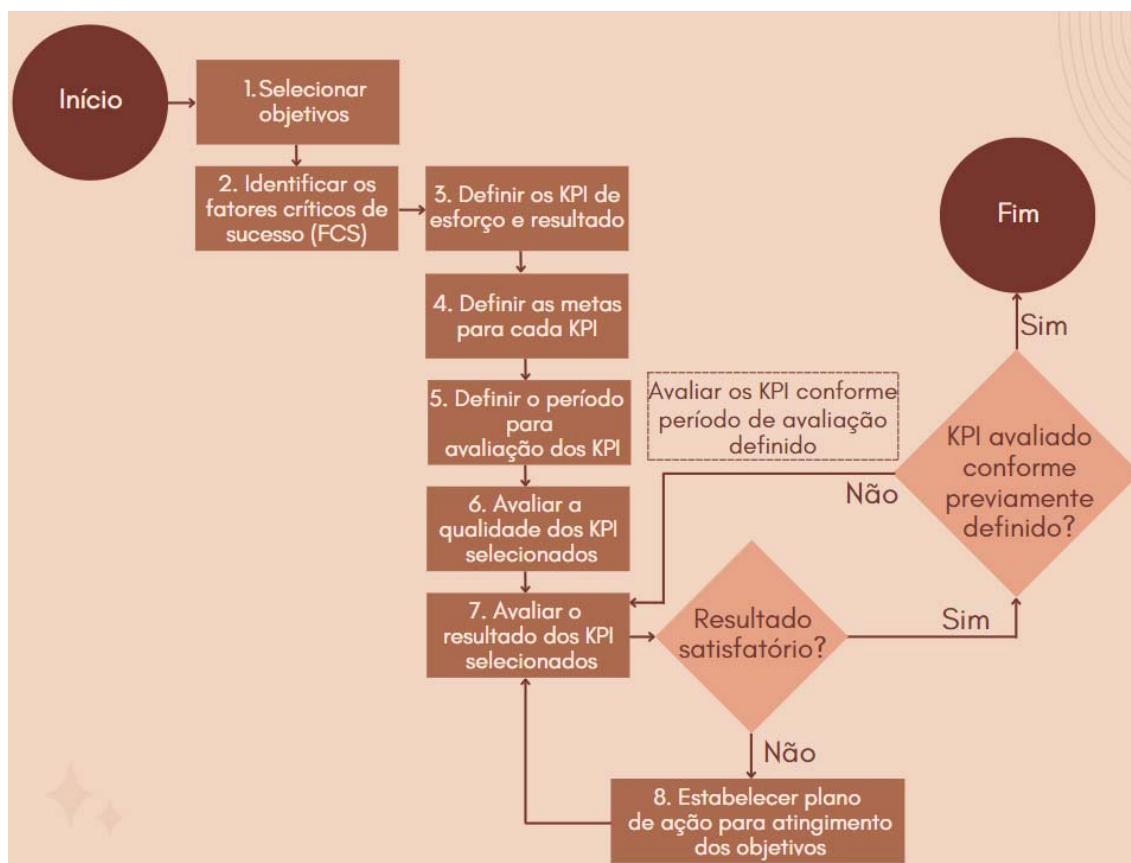 Início
1. Selecionar
objetivos
2. Identificar os
fatores críticos de
sucesso (FCS)
3. Definir os KPI de
esforço e resultado
4. Definir as metas
para cada KPI
5. Definir o período
para
avaliação dos KPI
6. Avaliar a
qualidade dos KPI
selecionados
7. Avaliar o
resultado dos KPI
selecionados
Resultado
satisfatório?
Não
8. Estabelecer plano
de ação para atingimento
dos objetivos
Sim
KPI avaliado
conforme
previamente
definido?
Não
Avaliar os KPI conforme
período de avaliação
definido
Sim
Fim